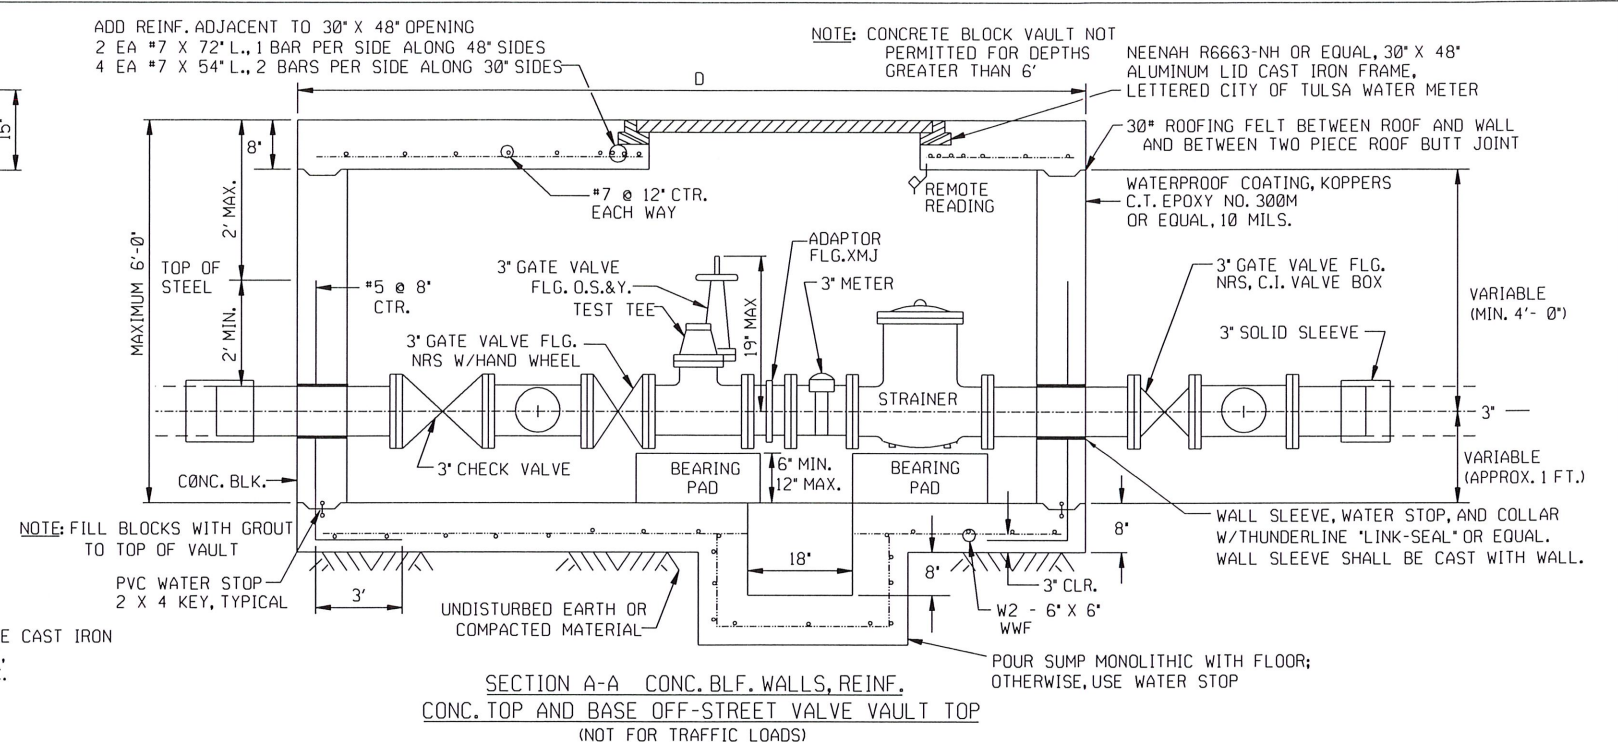 ADD REINF. ADJACENT TO 30" X 48" OPENING
2 EA #7 X 72" L., 1 BAR PER SIDE ALONG 48" SIDES
4 EA #7 X 54" L., 2 BARS PER SIDE ALONG 30" SIDES
NOTE: CONCRETE BLOCK VAULT NOT
PERMITTED FOR DEPTHS
GREATER THAN 6'
NEENAH R6663-NH OR EQUAL, 30" X 48"
ALUMINUM LID CAST IRON FRAME,
LETTERED CITY OF TULSA WATER METER
D
15"
8"
30# ROOFING FELT BETWEEN ROOF AND WALL
AND BETWEEN TWO PIECE ROOF BUTT JOINT
#7 @ 12" CTR.
EACH WAY
REMOTE
READING
WATERPROOF COATING, KOPPERS
C.T. EPOXY NO. 300M
OR EQUAL, 10 MILS.
2' MAX.
MAXIMUM 6'-0"
TOP OF
STEEL
2' MIN.
#5 @ 8"
CTR.
3" GATE VALVE
FLG. O.S.&Y.
TEST TEE
ADAPTOR
FLG.XMJ
3" METER
19" MAX
3" GATE VALVE FLG.
NRS, C.I. VALVE BOX
VARIABLE
(MIN. 4'- 0")
3" SOLID SLEEVE
3" GATE VALVE FLG.
NRS W/HAND WHEEL
STRAINER
3"
3" CHECK VALVE
CONC. BLK.
BEARING
PAD
6" MIN.
12" MAX.
BEARING
PAD
VARIABLE
(APPROX. 1 FT.)
NOTE: FILL BLOCKS WITH GROUT
TO TOP OF VAULT
WALL SLEEVE, WATER STOP, AND COLLAR
W/THUNDERLINE "LINK-SEAL" OR EQUAL.
WALL SLEEVE SHALL BE CAST WITH WALL.
8"
PVC WATER STOP
2 X 4 KEY, TYPICAL
3'
18"
8"
3" CLR.
UNDISTURBED EARTH OR
COMPACTED MATERIAL
W2 - 6" X 6"
WWF
E CAST IRON
POUR SUMP MONOLITHIC WITH FLOOR;
OTHERWISE, USE WATER STOP
SECTION A-A CONC. BLF. WALLS, REINF.
CONC. TOP AND BASE OFF-STREET VALVE VAULT TOP
(NOT FOR TRAFFIC LOADS)